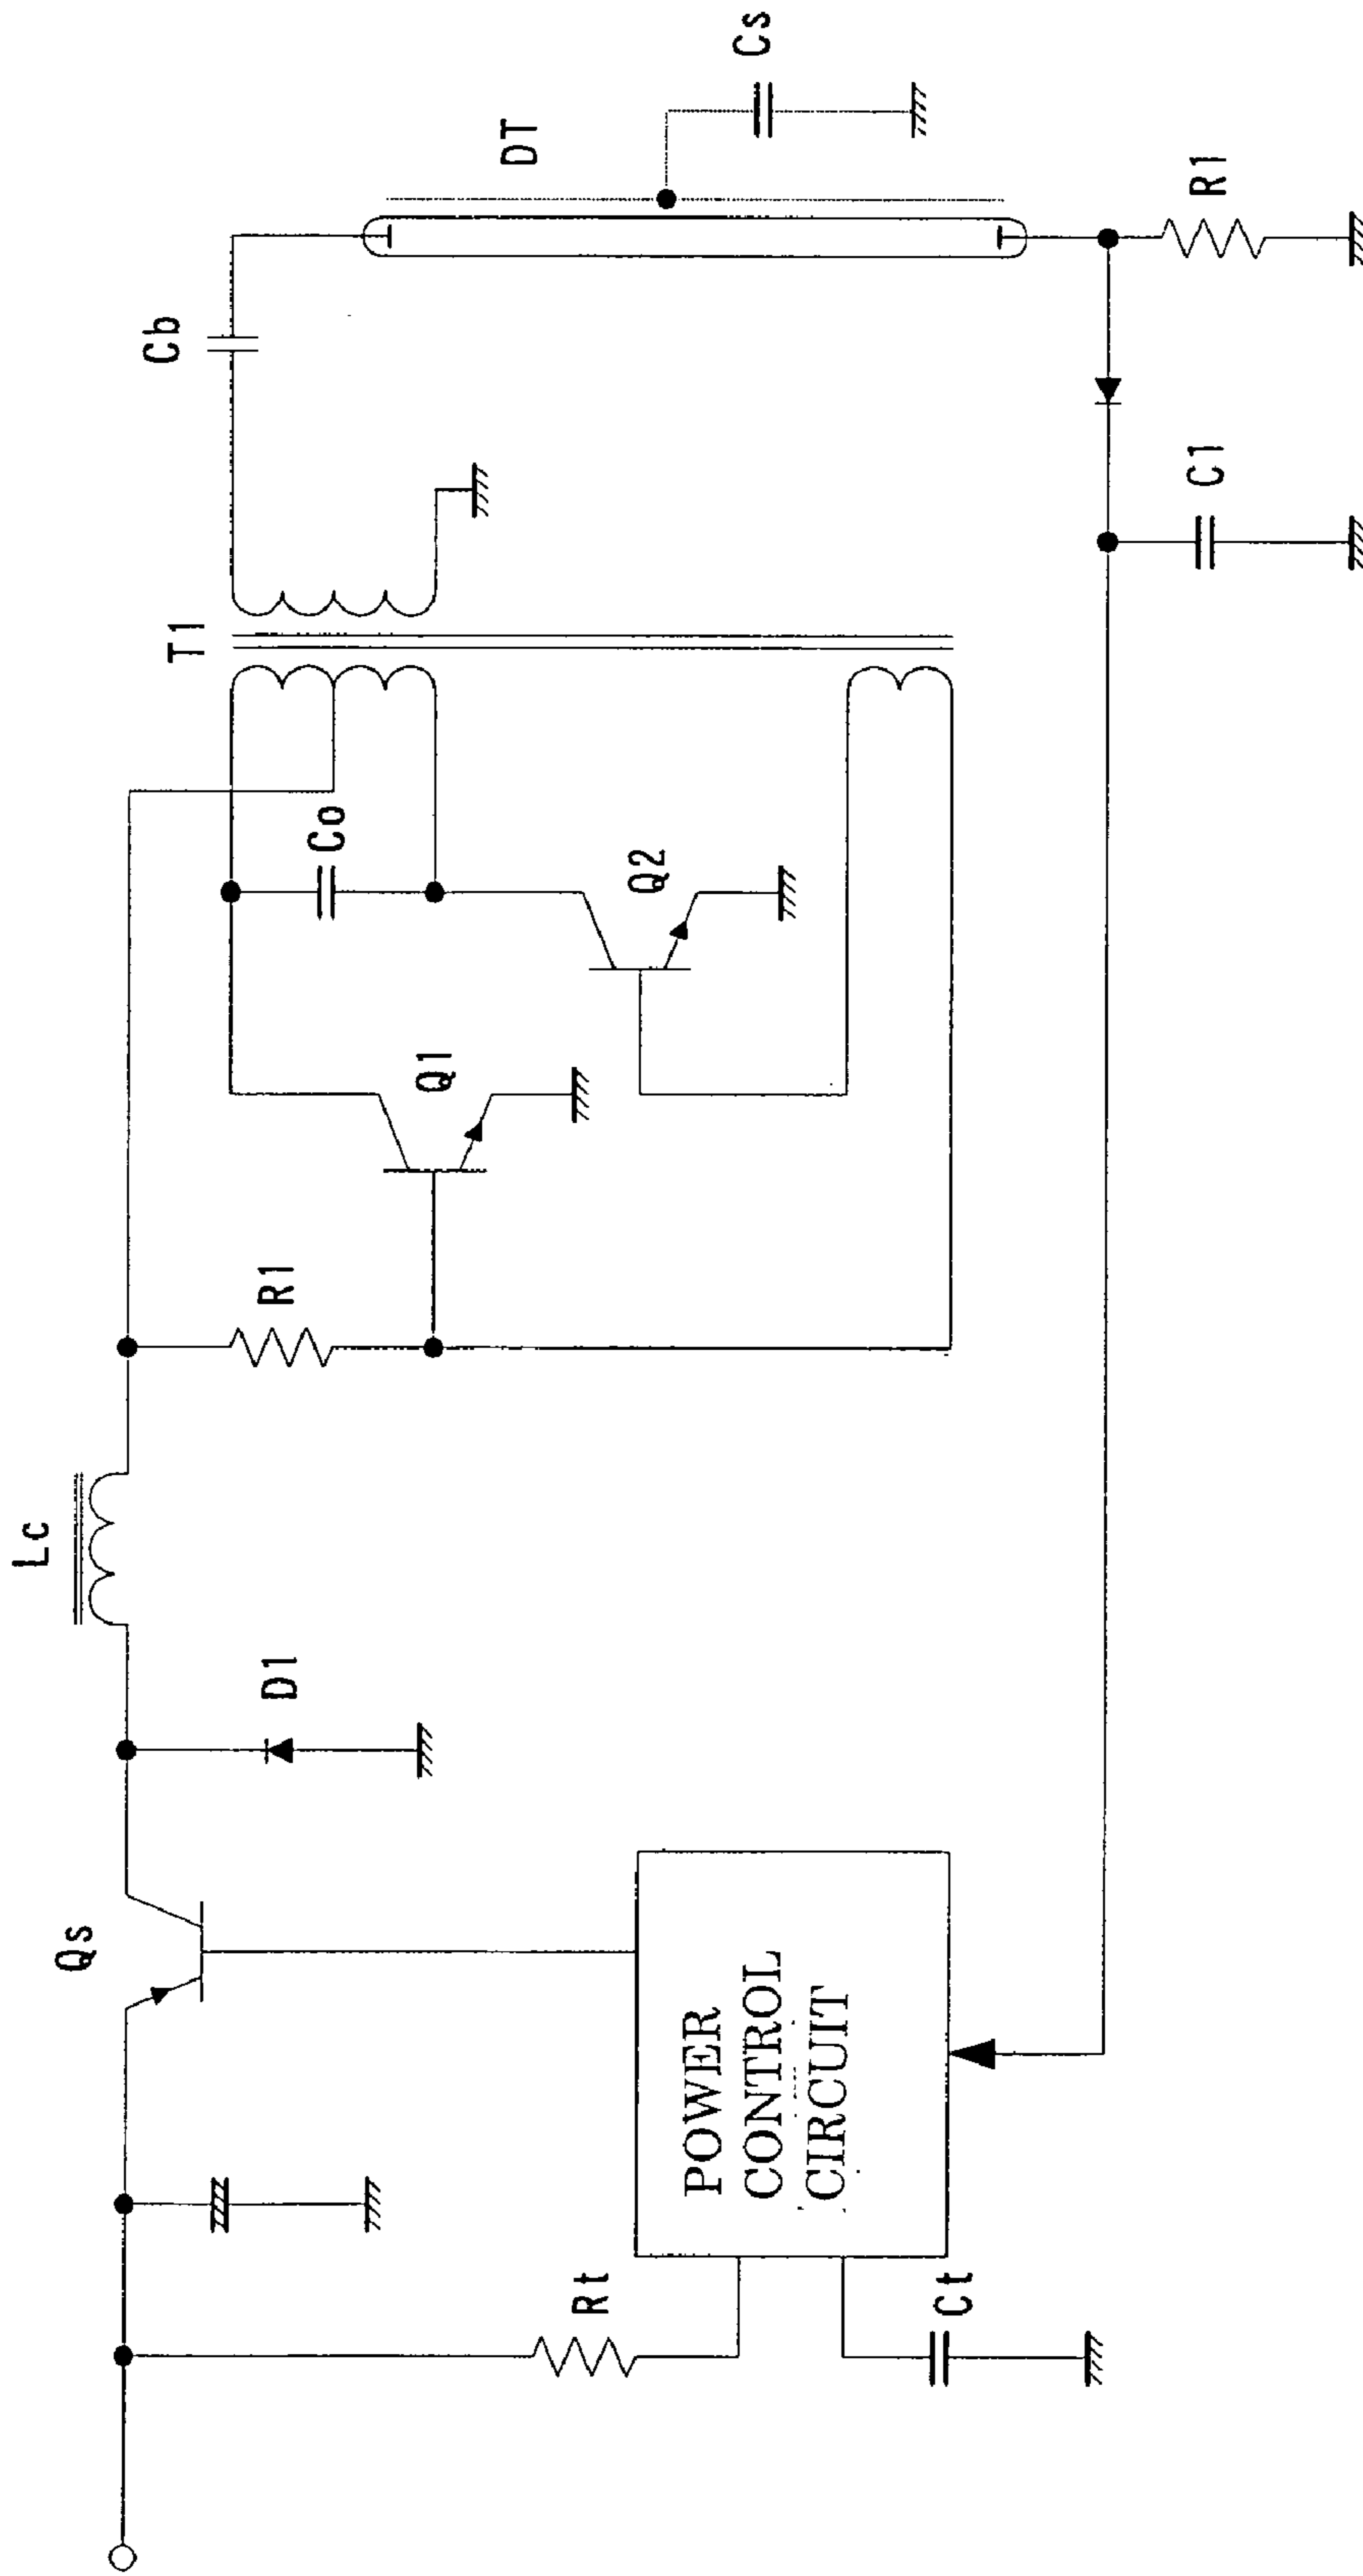 Lc
T1
Cb
DT
Cs
Qs
D1
R1
Q1
Co
Q2
Rt
POWER
CONTROL
CIRCUIT
Ct
C1
R1